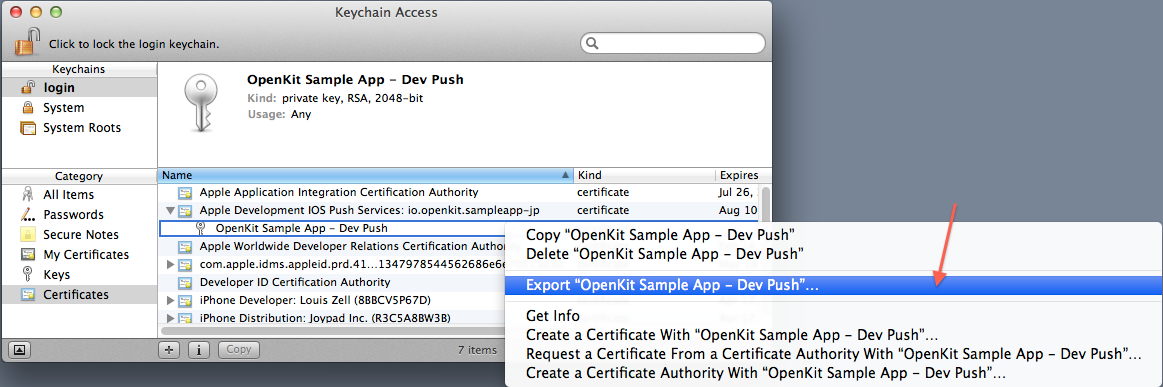 Keychain Access
Click to lock the login keychain.
Keychains
login
System
System Roots
OpenKit Sample App – Dev Push
Kind: private key, RSA, 2048-bit
Usage: Any
Category
All Items
Passwords
Secure Notes
My Certificates
Keys
Certificates
Name Kind Expires
Apple Application Integration Certification Authority certificate Jul 26,
Apple Development IOS Push Services: io.openkit.sampleapp-jp certificate Aug 10
OpenKit Sample App – Dev Push
Apple Worldwide Developer Relations Certification Autho
com.apple.idms.appleid.prd.41...1347978544562686e6e
Developer ID Certification Authority
iPhone Developer: Louis Zell (8BBCV5P67D)
iPhone Distribution: Joypad Inc. (R3C5A8BW3B)
Copy
7 items
Copy “OpenKit Sample App – Dev Push”
Delete “OpenKit Sample App – Dev Push”
Export “OpenKit Sample App – Dev Push”...
Get Info
Create a Certificate With “OpenKit Sample App – Dev Push”...
Request a Certificate From a Certificate Authority With “OpenKit Sample App – Dev Push”...
Create a Certificate Authority With “OpenKit Sample App – Dev Push”...